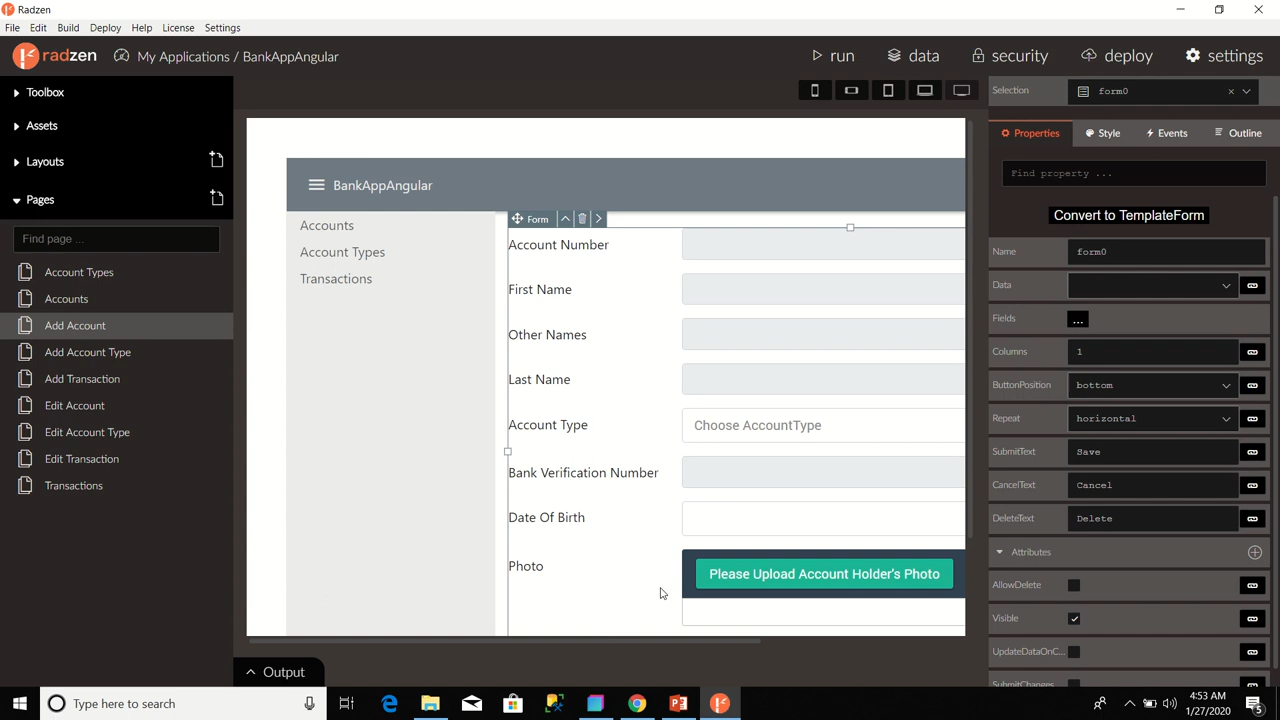 Radzen
File Edit Build Deploy Help License Settings
radzen My Applications / BankAppAngular run data security deploy settings
Toolbox
Assets
Layouts
Pages
Find page ...
Account Types
Accounts
Add Account
Add Account Type
Add Transaction
Edit Account
Edit Account Type
Edit Transaction
Transactions
BankAppAngular
Accounts
Account Types
Transactions
Form
Account Number
First Name
Other Names
Last Name
Account Type Choose AccountType
Bank Verification Number
Date Of Birth
Photo Please Upload Account Holder's Photo
Output
Selection form0
Properties Style Events Outline
Find property ...
Convert to TemplateForm
Name form0
Data
Fields ...
Columns 1
ButtonPosition bottom
Repeat horizontal
SubmitText Save
CancelText Cancel
DeleteText Delete
Attributes
AllowDelete
Visible
UpdateDataOnC...
SubmitChanges
Type here to search
4:53 AM
1/27/2020
5